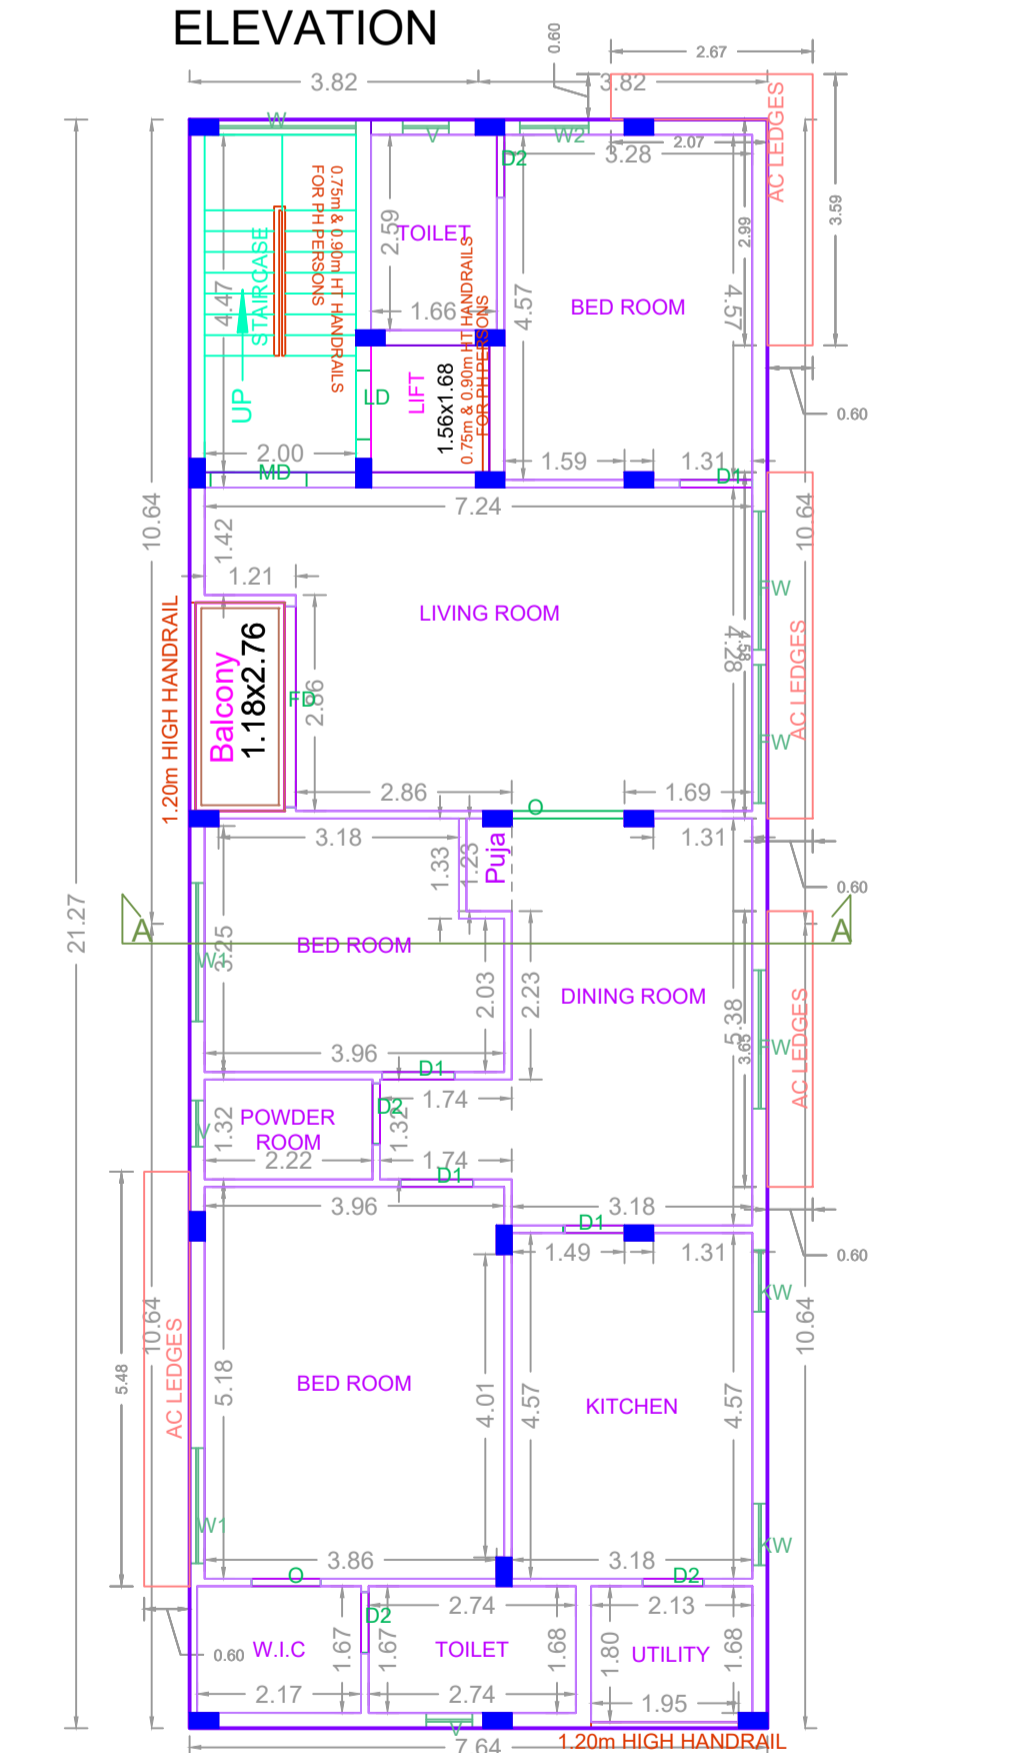 ELEVATION
0.60
2.67
3.82
3.82
AC LEDGES
W
V
W2
2.07
D2
3.28
0.75m & 0.90m HT HANDRAILS
FOR PH PERSONS
2.59
TOILET
2.99
3.59
STAIRCASE
4.47
4.57
BED ROOM
4.57
1.66
0.75m & 0.90m HT HANDRAILS
FOR PH PERSONS
UP
LD
LIFT
1.56x1.68
0.60
2.00
1.59
1.31
MD
D1
10.64
7.24
10.64
1.42
1.21
FW
LIVING ROOM
4.28
4.58
1.20m HIGH HANDRAIL
Balcony
1.18x2.76
FD
2.86
AC LEDGES
FW
2.86
1.69
O
3.18
1.33
1.23
Puja
1.31
0.60
21.27
A
A
BED ROOM
3.25
W1
2.03
2.23
DINING ROOM
5.38
3.65
FW
AC LEDGES
3.96
D1
1.74
D2
POWDER
ROOM
V
1.32
1.32
2.22
1.74
D1
3.96
3.18
D1
1.49
1.31
0.60
KW
10.64
10.64
AC LEDGES
5.48
5.18
BED ROOM
4.01
4.57
KITCHEN
4.57
W1
KW
3.86
3.18
O
D2
2.74
2.13
D2
0.60
W.I.C
1.67
1.67
TOILET
1.68
1.80
UTILITY
1.68
2.17
2.74
1.95
V
1.20m HIGH HANDRAIL
7.64